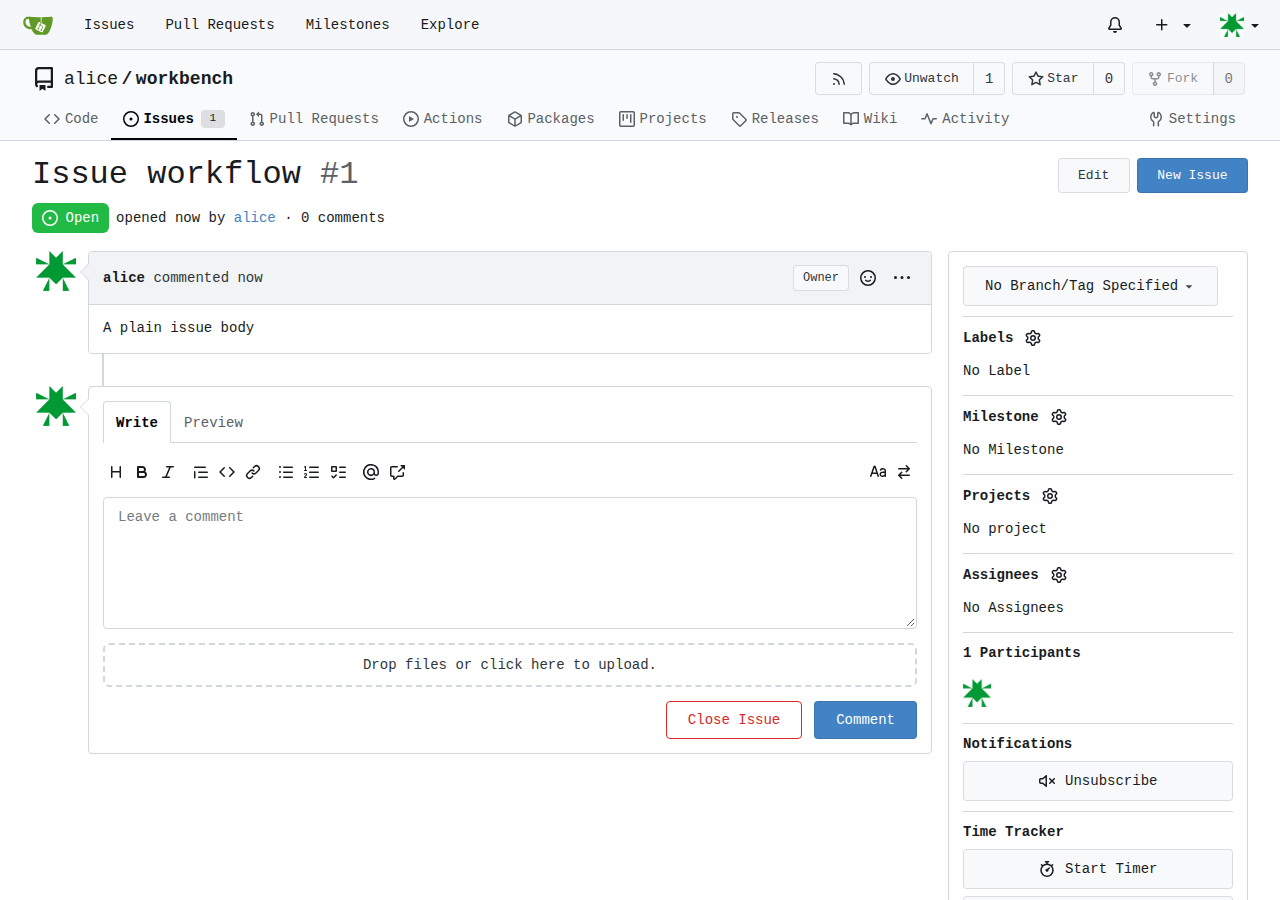 Issues Pull Requests Milestones Explore
alice/workbench
Unwatch 1 Star 0 Fork 0
Code Issues 1 Pull Requests Actions Packages Projects Releases Wiki Activity Settings
Issue workflow #1
Edit New Issue
Open opened now by alice · 0 comments
alice commented now Owner
A plain issue body
Write Preview
H B I Aa
Leave a comment
Drop files or click here to upload.
Close Issue Comment
No Branch/Tag Specified
Labels
No Label
Milestone
No Milestone
Projects
No project
Assignees
No Assignees
1 Participants
Notifications
Unsubscribe
Time Tracker
Start Timer